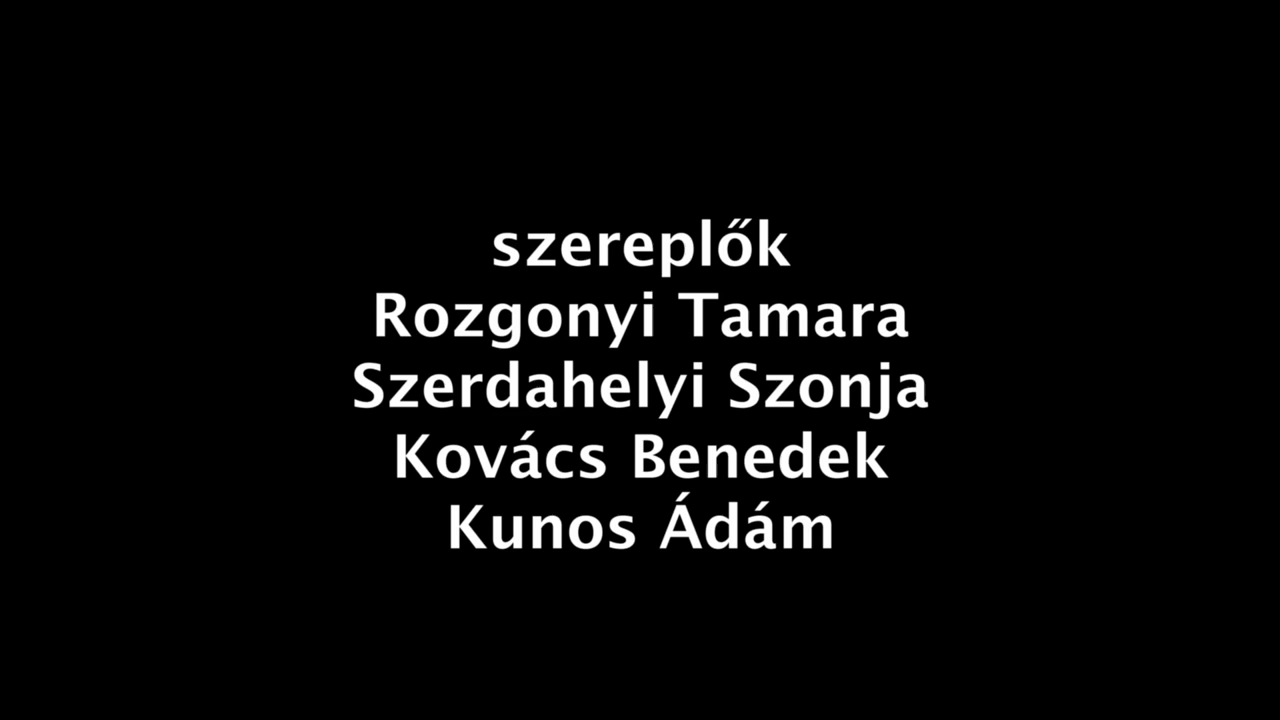 szereplők
Rozgonyi Tamara
Szerdahelyi Szonja
Kovács Benedek
Kunos Ádám